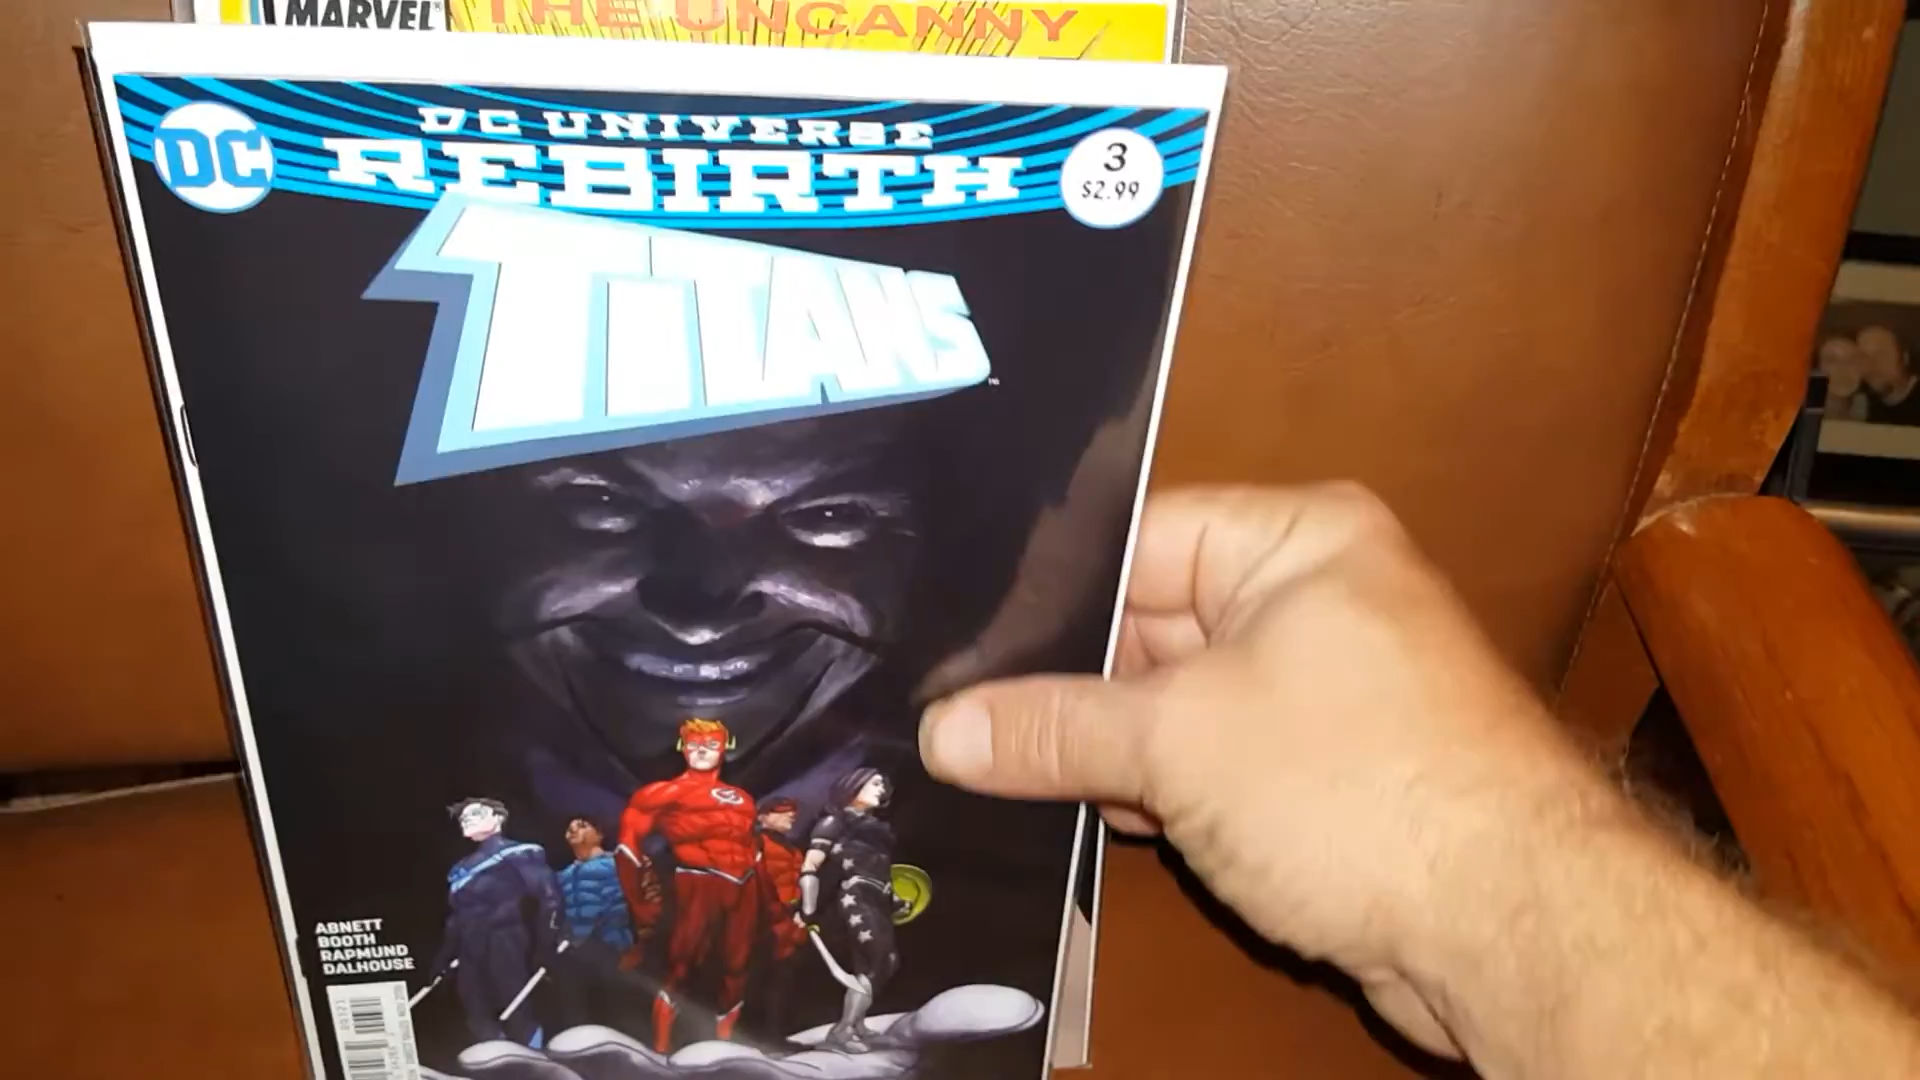 MARVEL
THE UNCANNY
DC UNIVERSE
DC
REBIRTH
3
$2.99
TITANS
ABNETT
BOOTH
RAPMUND
DALHOUSE